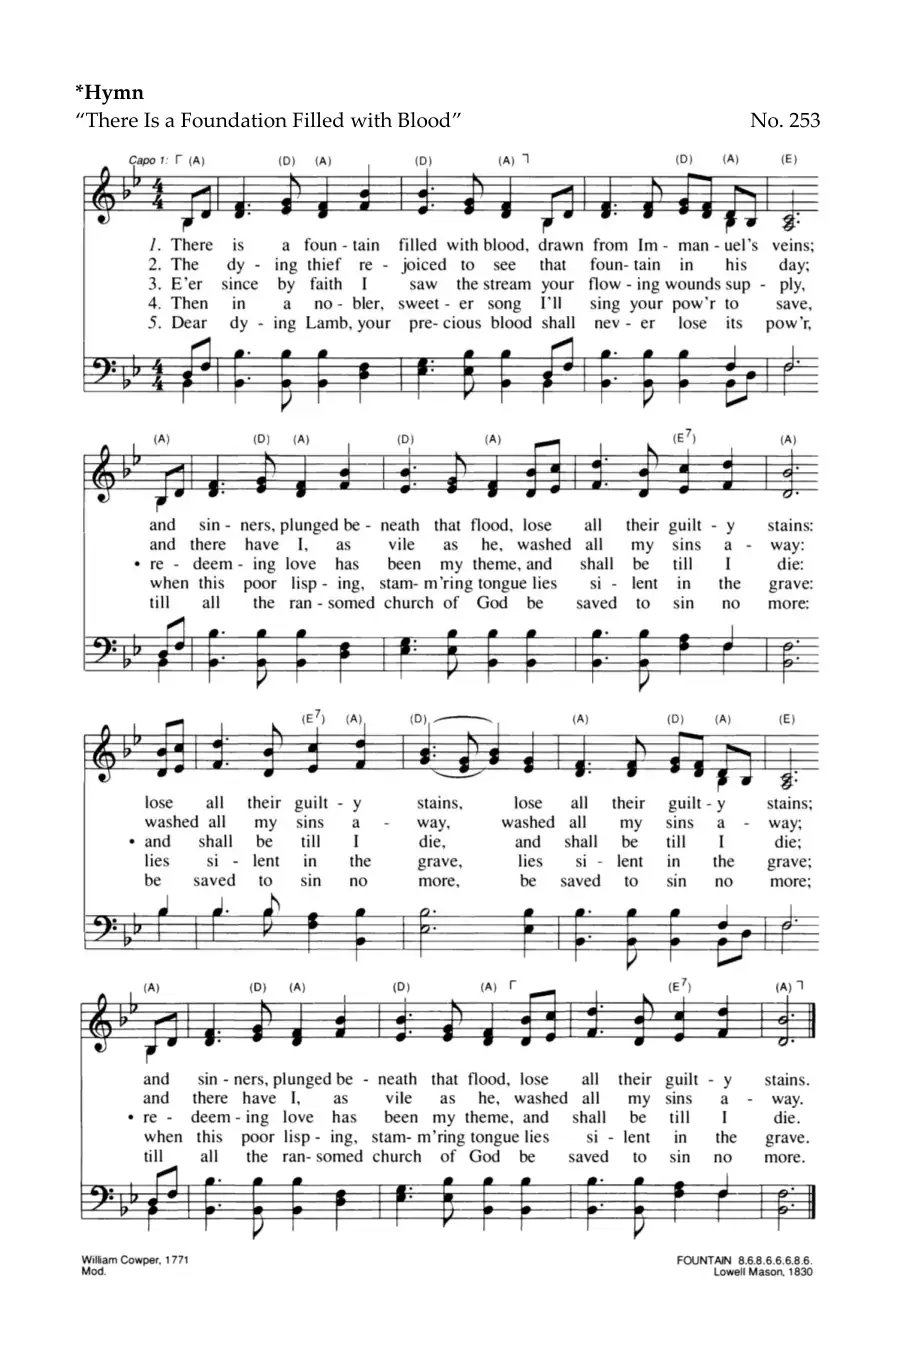 *Hymn
“There Is a Foundation Filled with Blood” No. 253
Capo 1: (A) (D) (A) (D) (A) (D) (A) (E)
1. There is a foun - tain filled with blood, drawn from Im - man - uel's veins;
2. The dy - ing thief re - joiced to see that foun- tain in his day;
3. E'er since by faith I saw the stream your flow - ing wounds sup - ply,
4. Then in a no - bler, sweet - er song I'll sing your pow'r to save,
5. Dear dy - ing Lamb, your pre- cious blood shall nev - er lose its pow'r,
(A) (D) (A) (D) (A) (E7) (A)
and sin - ners, plunged be - neath that flood, lose all their guilt - y stains:
and there have I, as vile as he, washed all my sins a - way:
• re - deem - ing love has been my theme, and shall be till I die:
when this poor lisp - ing, stam- m'ring tongue lies si - lent in the grave:
till all the ran - somed church of God be saved to sin no more:
(E7) (A) (D) (A) (D) (A) (E)
lose all their guilt - y stains, lose all their guilt - y stains;
washed all my sins a - way, washed all my sins a - way;
• and shall be till I die, and shall be till I die;
lies si - lent in the grave, lies si - lent in the grave;
be saved to sin no more, be saved to sin no more;
(A) (D) (A) (D) (A) (E7) (A)
and sin - ners, plunged be - neath that flood, lose all their guilt - y stains.
and there have I, as vile as he, washed all my sins a - way.
• re - deem - ing love has been my theme, and shall be till I die.
when this poor lisp - ing, stam- m'ring tongue lies si - lent in the grave.
till all the ran- somed church of God be saved to sin no more.
William Cowper, 1771 FOUNTAIN 8.6.8.6.6.6.8.6.
Mod. Lowell Mason, 1830